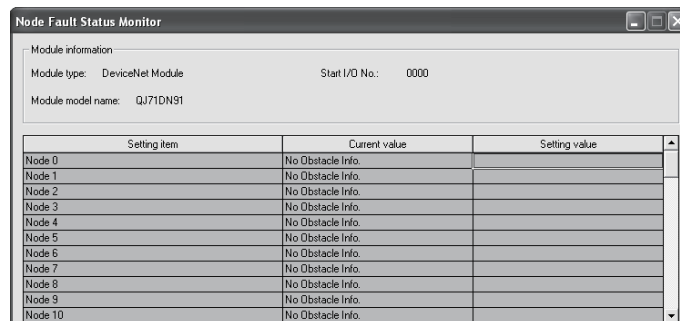 Node Fault Status Monitor
Module information
Module type: DeviceNet Module Start I/O No.: 0000
Module model name: QJ71DN91
Setting item Current value Setting value
Node 0 No Obstacle Info.
Node 1 No Obstacle Info.
Node 2 No Obstacle Info.
Node 3 No Obstacle Info.
Node 4 No Obstacle Info.
Node 5 No Obstacle Info.
Node 6 No Obstacle Info.
Node 7 No Obstacle Info.
Node 8 No Obstacle Info.
Node 9 No Obstacle Info.
Node 10 No Obstacle Info.